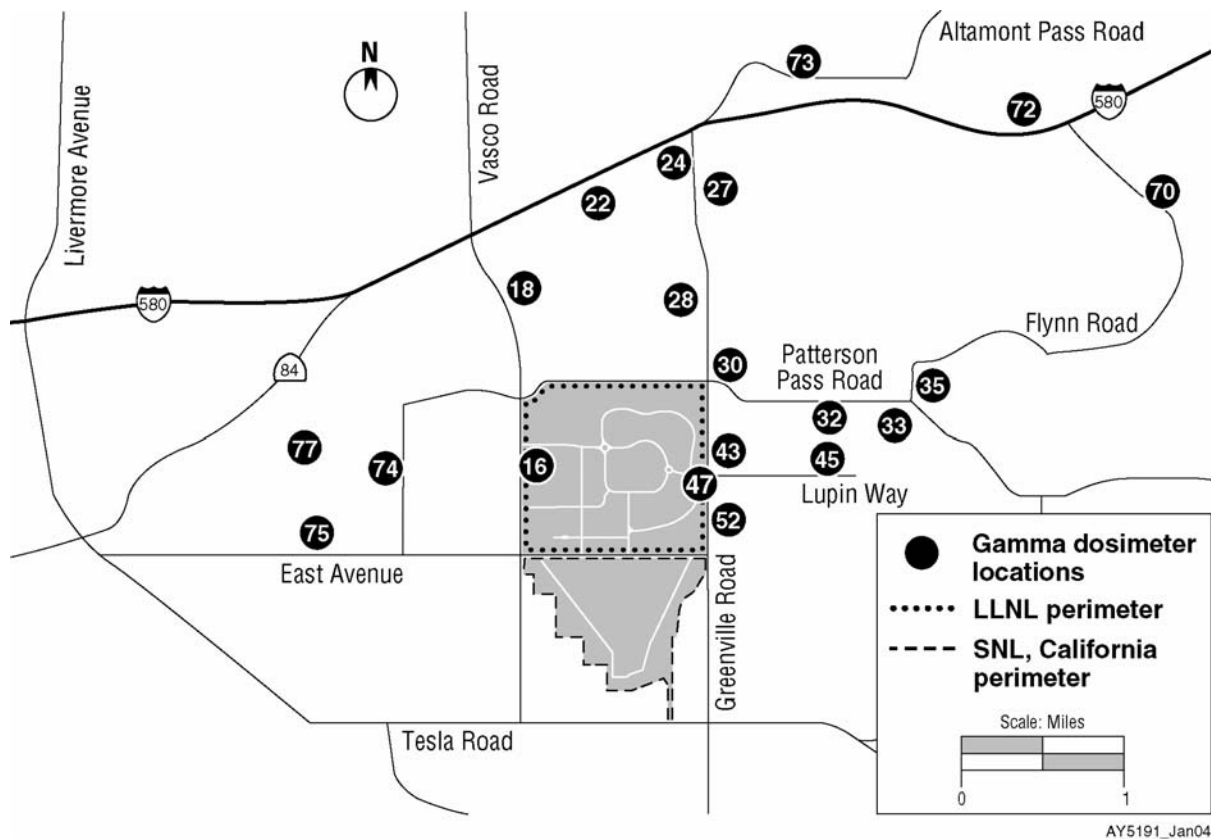 Altamont Pass Road
N
73
Vasco Road
Livermore Avenue
72
580
24
27
70
22
580
18
28
Flynn Road
84
30
Patterson
Pass Road
35
32
33
77
74
16
43
45
47
Lupin Way
52
75
East Avenue
Greenville Road
Tesla Road
Gamma dosimeter
locations
LLNL perimeter
SNL, California
perimeter
Scale: Miles
0 1
AY5191_Jan04